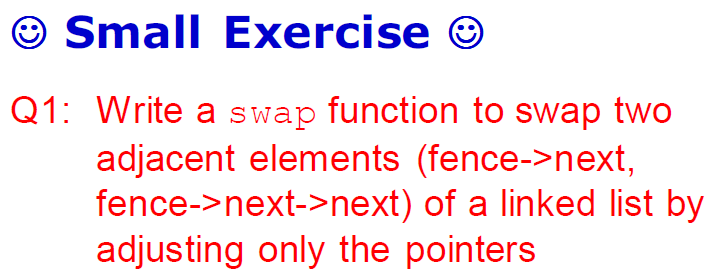 ☺ Small Exercise ☺
Q1: Write a swap function to swap two
adjacent elements (fence->next,
fence->next->next) of a linked list by
adjusting only the pointers